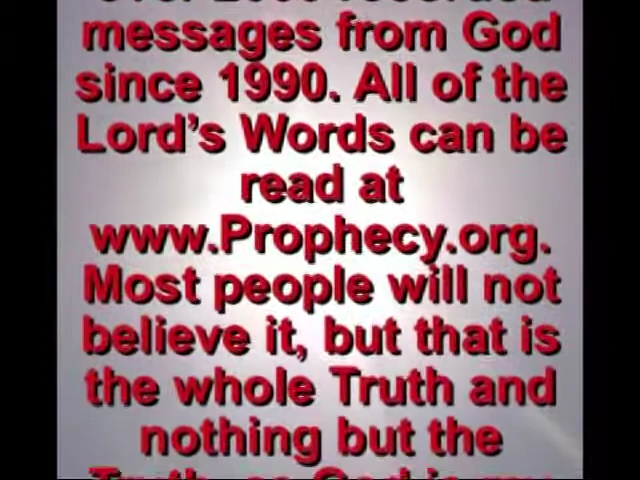 messages from God
since 1990. All of the
Lord's Words can be
read at
www.Prophecy.org.
Most people will not
believe it, but that is
the whole Truth and
nothing but the